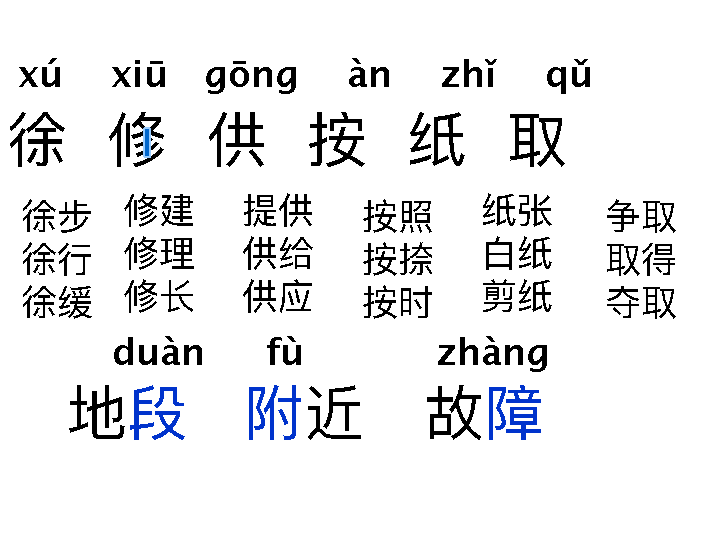 xú xiū gōng àn zhǐ qǔ
徐 修 供 按 纸 取
徐步 修建 提供 按照 纸张 争取
徐行 修理 供给 按捺 白纸 取得
徐缓 修长 供应 按时 剪纸 夺取
duàn fù zhàng
地段 附近 故障